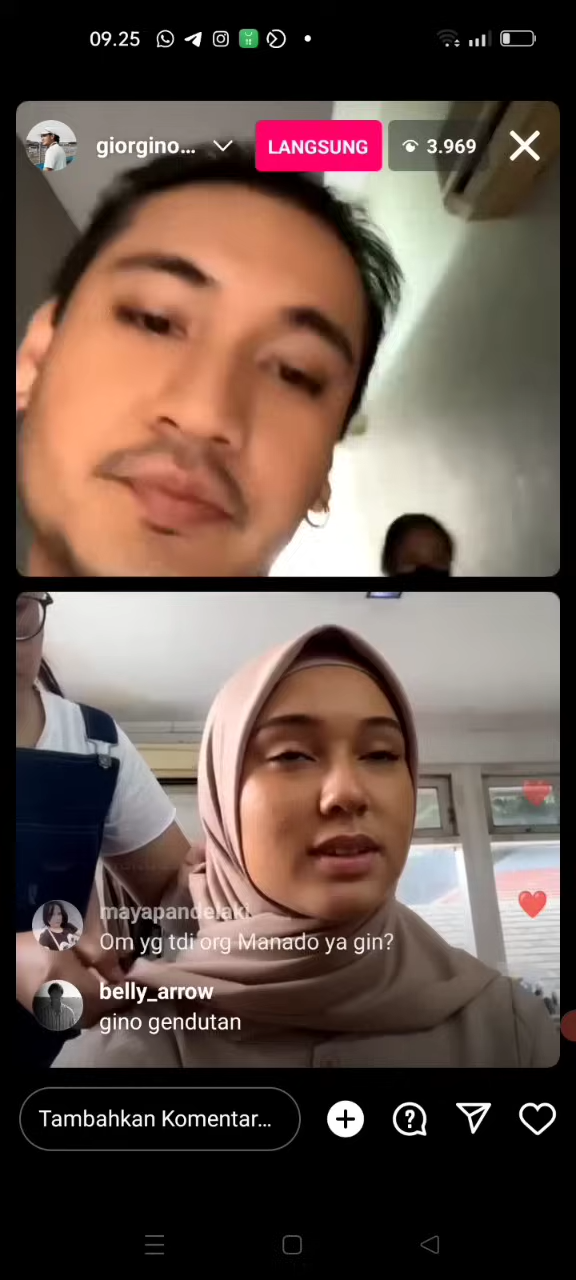 09.25
giorgino...
LANGSUNG
3.969
mayapandelaki
Om yg tdi org Manado ya gin?
belly_arrow
gino gendutan
Tambahkan Komentar...